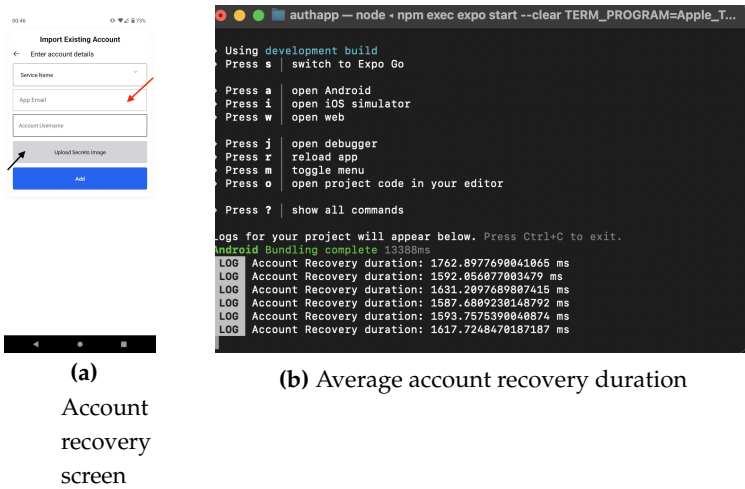 00:46 73%
Import Existing Account
← Enter account details
Service Name
App Email
Account Username
Upload Secrets Image
Add
(a)
Account
recovery
screen
authapp — node ◂ npm exec expo start --clear TERM_PROGRAM=Apple_T...
› Using development build
› Press s │ switch to Expo Go
› Press a │ open Android
› Press i │ open iOS simulator
› Press w │ open web
› Press j │ open debugger
› Press r │ reload app
› Press m │ toggle menu
› Press o │ open project code in your editor
› Press ? │ show all commands
Logs for your project will appear below. Press Ctrl+C to exit.
Android Bundling complete 13388ms
LOG Account Recovery duration: 1762.8977690041065 ms
LOG Account Recovery duration: 1592.056077003479 ms
LOG Account Recovery duration: 1631.2097689807415 ms
LOG Account Recovery duration: 1587.6809230148792 ms
LOG Account Recovery duration: 1593.7575390040874 ms
LOG Account Recovery duration: 1617.7248470187187 ms
(b) Average account recovery duration